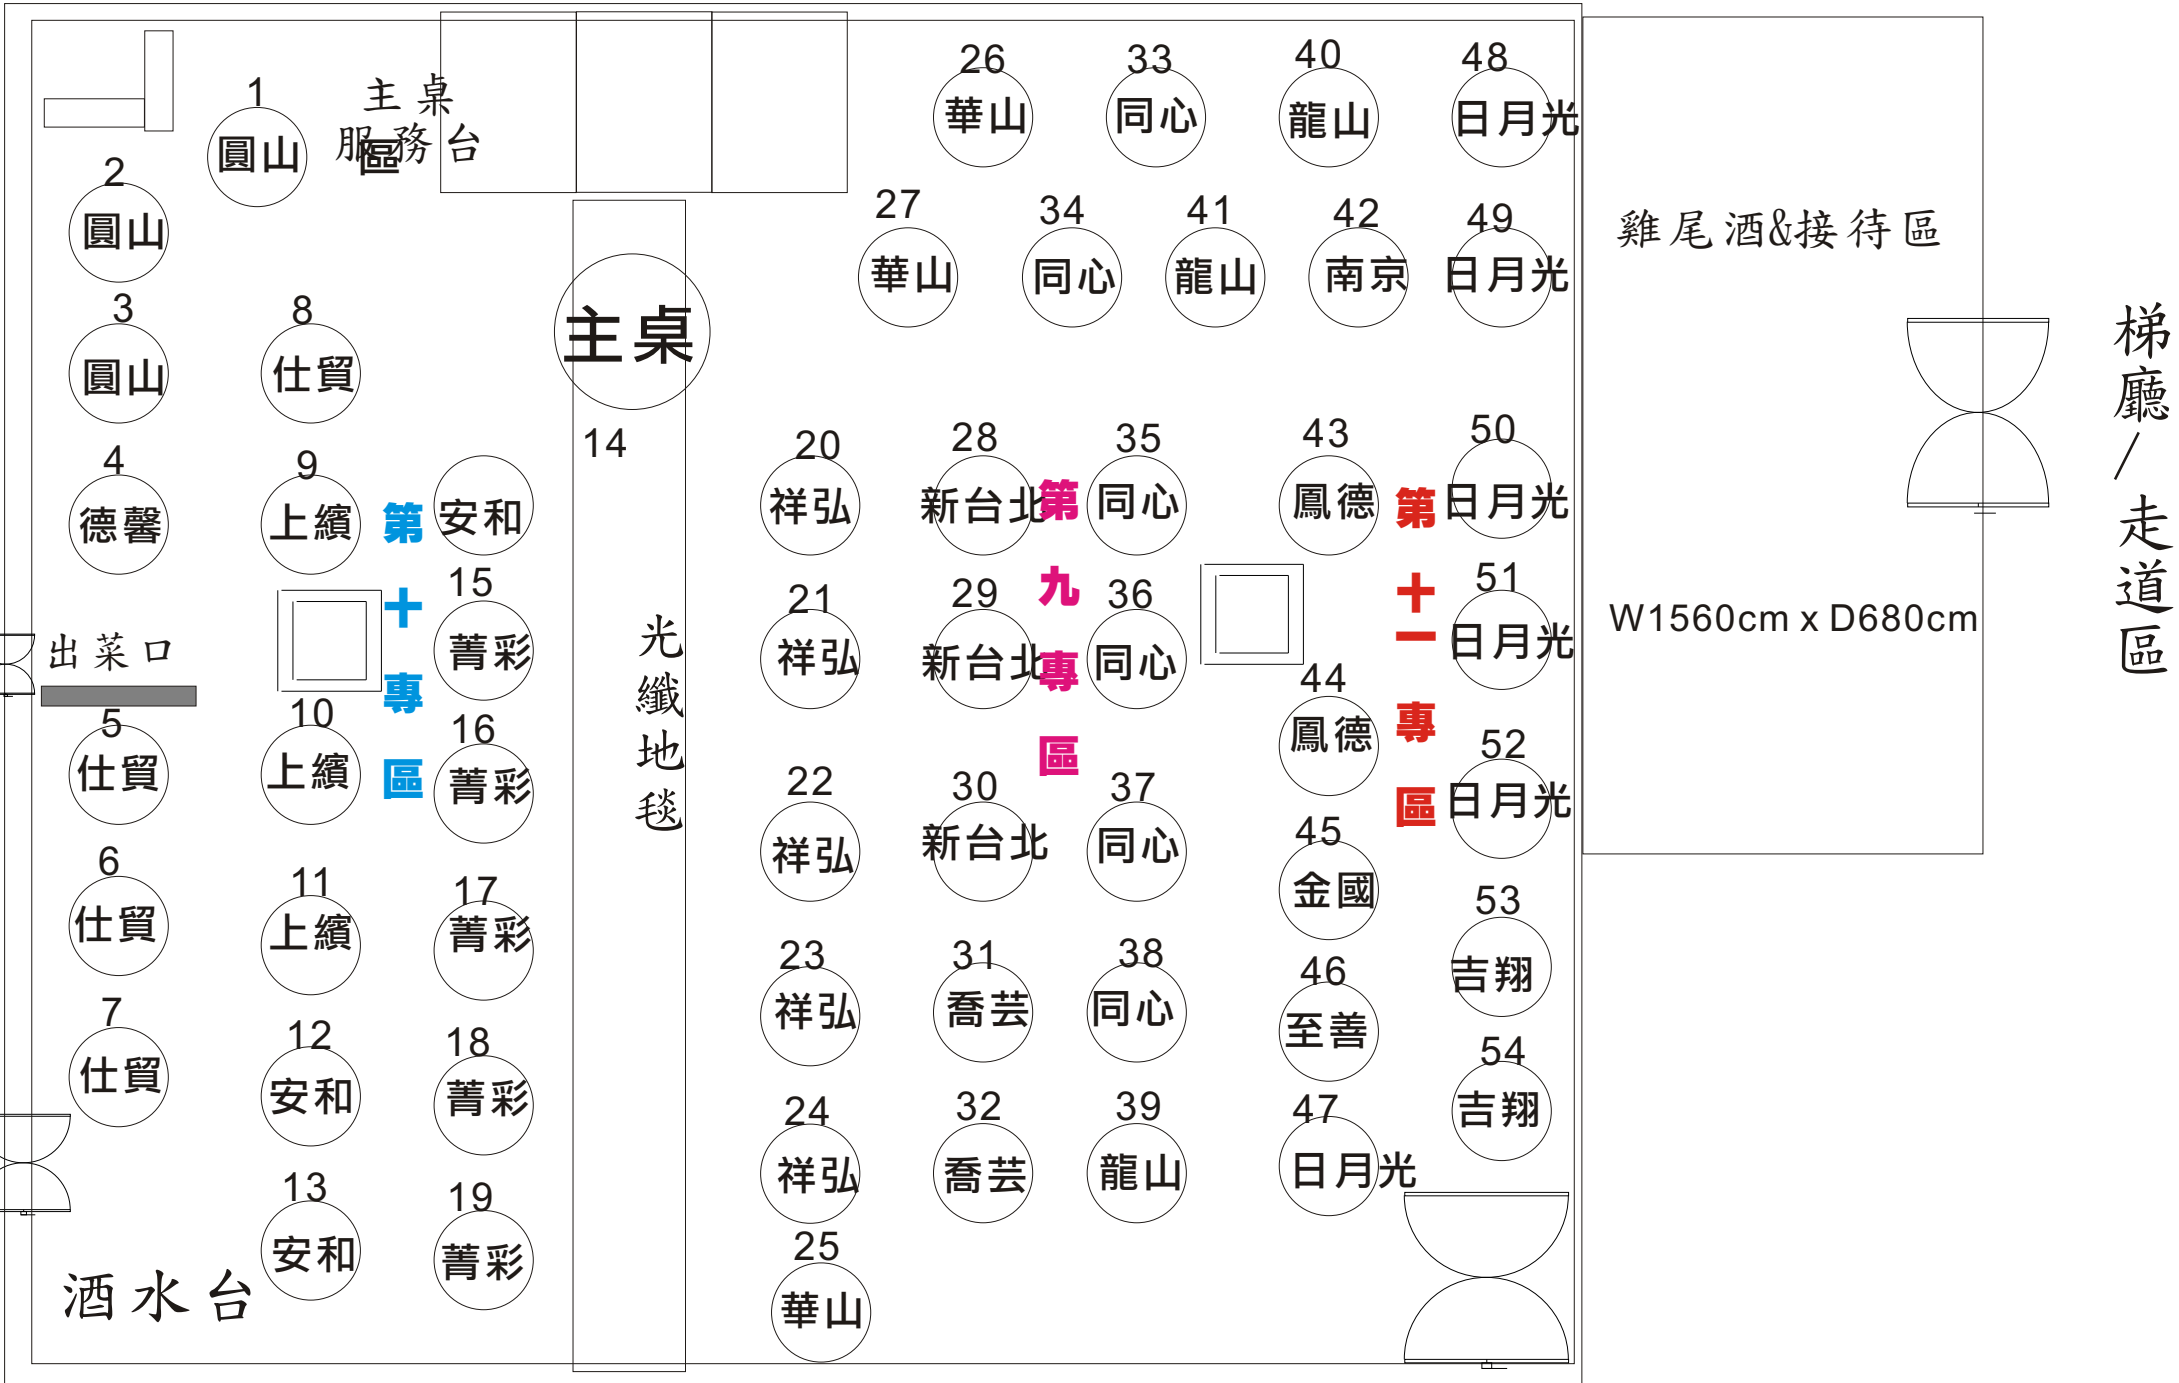 1
圓山
主桌
服務台
區
2
圓山
3
圓山
4
德馨
出菜口
5
仕貿
6
仕貿
7
仕貿
酒水台
8
仕貿
9
上繽
10
上繽
11
上繽
12
安和
13
安和
第十專區
14
安和
15
菁彩
16
菁彩
17
菁彩
18
菁彩
19
菁彩
主桌
光纖地毯
20
祥弘
21
祥弘
22
祥弘
23
祥弘
24
祥弘
25
華山
26
華山
27
華山
28
新台北
29
新台北
30
新台北
31
喬芸
32
喬芸
第九專區
33
同心
34
同心
35
同心
36
同心
37
同心
38
同心
39
龍山
40
龍山
41
龍山
42
南京
43
鳳德
44
鳳德
45
金國
46
至善
47
日月光
第十一專區
48
日月光
49
日月光
50
日月光
51
日月光
52
日月光
53
吉翔
54
吉翔
雞尾酒&接待區
W1560cm x D680cm
梯廳/走道區